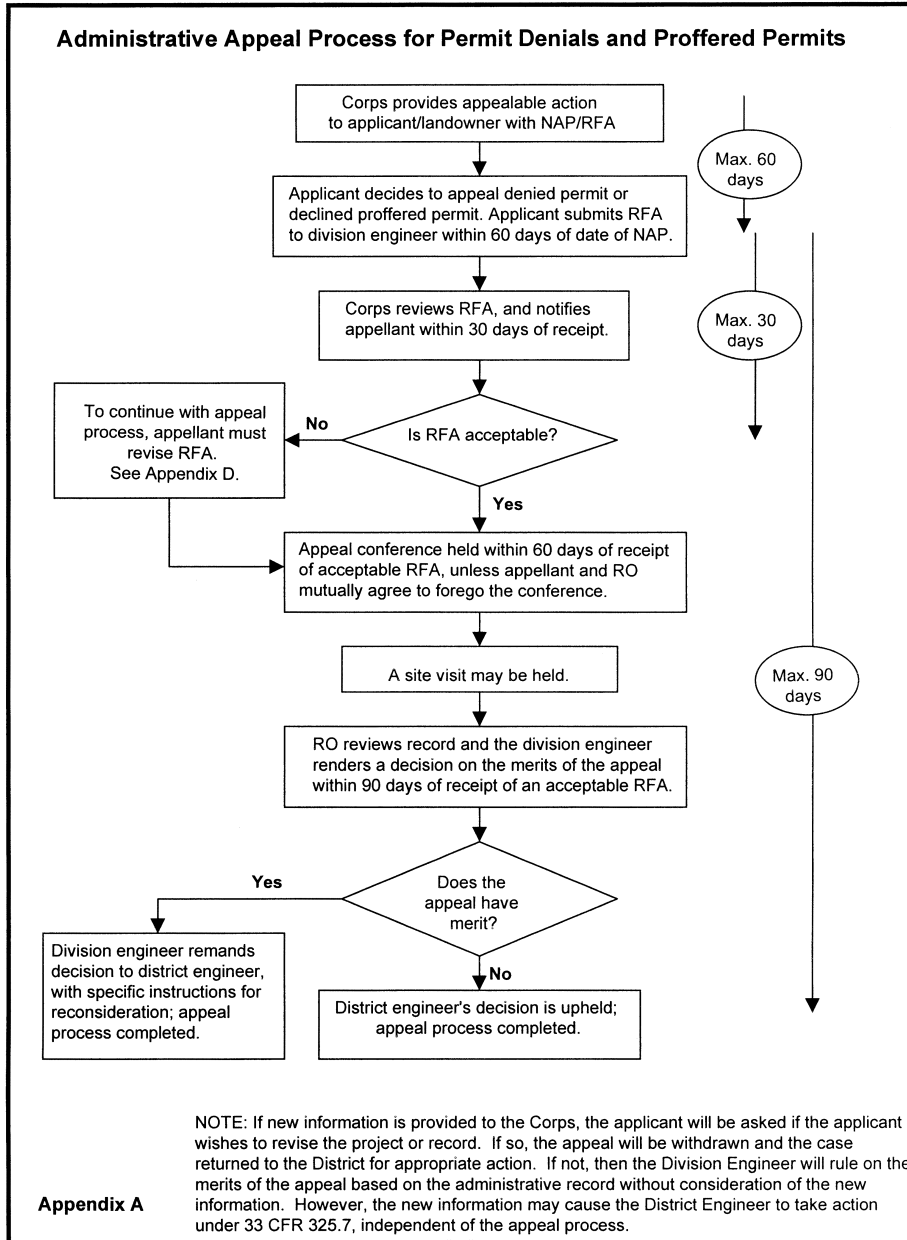 Administrative Appeal Process for Permit Denials and Proffered Permits
Corps provides appealable action
to applicant/landowner with NAP/RFA
Max. 60
days
Applicant decides to appeal denied permit or
declined proffered permit. Applicant submits RFA
to division engineer within 60 days of date of NAP.
Corps reviews RFA, and notifies
appellant within 30 days of receipt.
Max. 30
days
To continue with appeal
process, appellant must
revise RFA.
See Appendix D.
No
Is RFA acceptable?
Yes
Appeal conference held within 60 days of receipt
of acceptable RFA, unless appellant and RO
mutually agree to forego the conference.
A site visit may be held.
Max. 90
days
RO reviews record and the division engineer
renders a decision on the merits of the appeal
within 90 days of receipt of an acceptable RFA.
Yes
Does the
appeal have
merit?
No
Division engineer remands
decision to district engineer,
with specific instructions for
reconsideration; appeal
process completed.
District engineer's decision is upheld;
appeal process completed.
NOTE: If new information is provided to the Corps, the applicant will be asked if the applicant
wishes to revise the project or record. If so, the appeal will be withdrawn and the case
returned to the District for appropriate action. If not, then the Division Engineer will rule on the
merits of the appeal based on the administrative record without consideration of the new
information. However, the new information may cause the District Engineer to take action
under 33 CFR 325.7, independent of the appeal process.
Appendix A